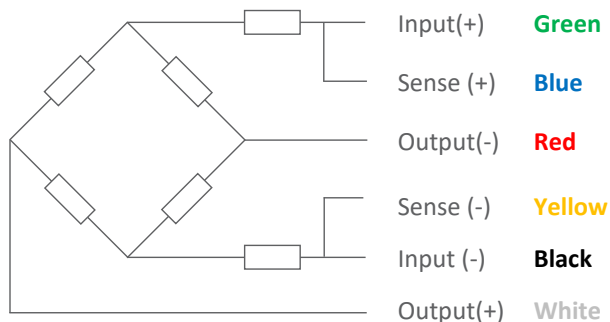 Input(+) Green
Sense (+) Blue
Output(-) Red
Sense (-) Yellow
Input (-) Black
Output(+) White